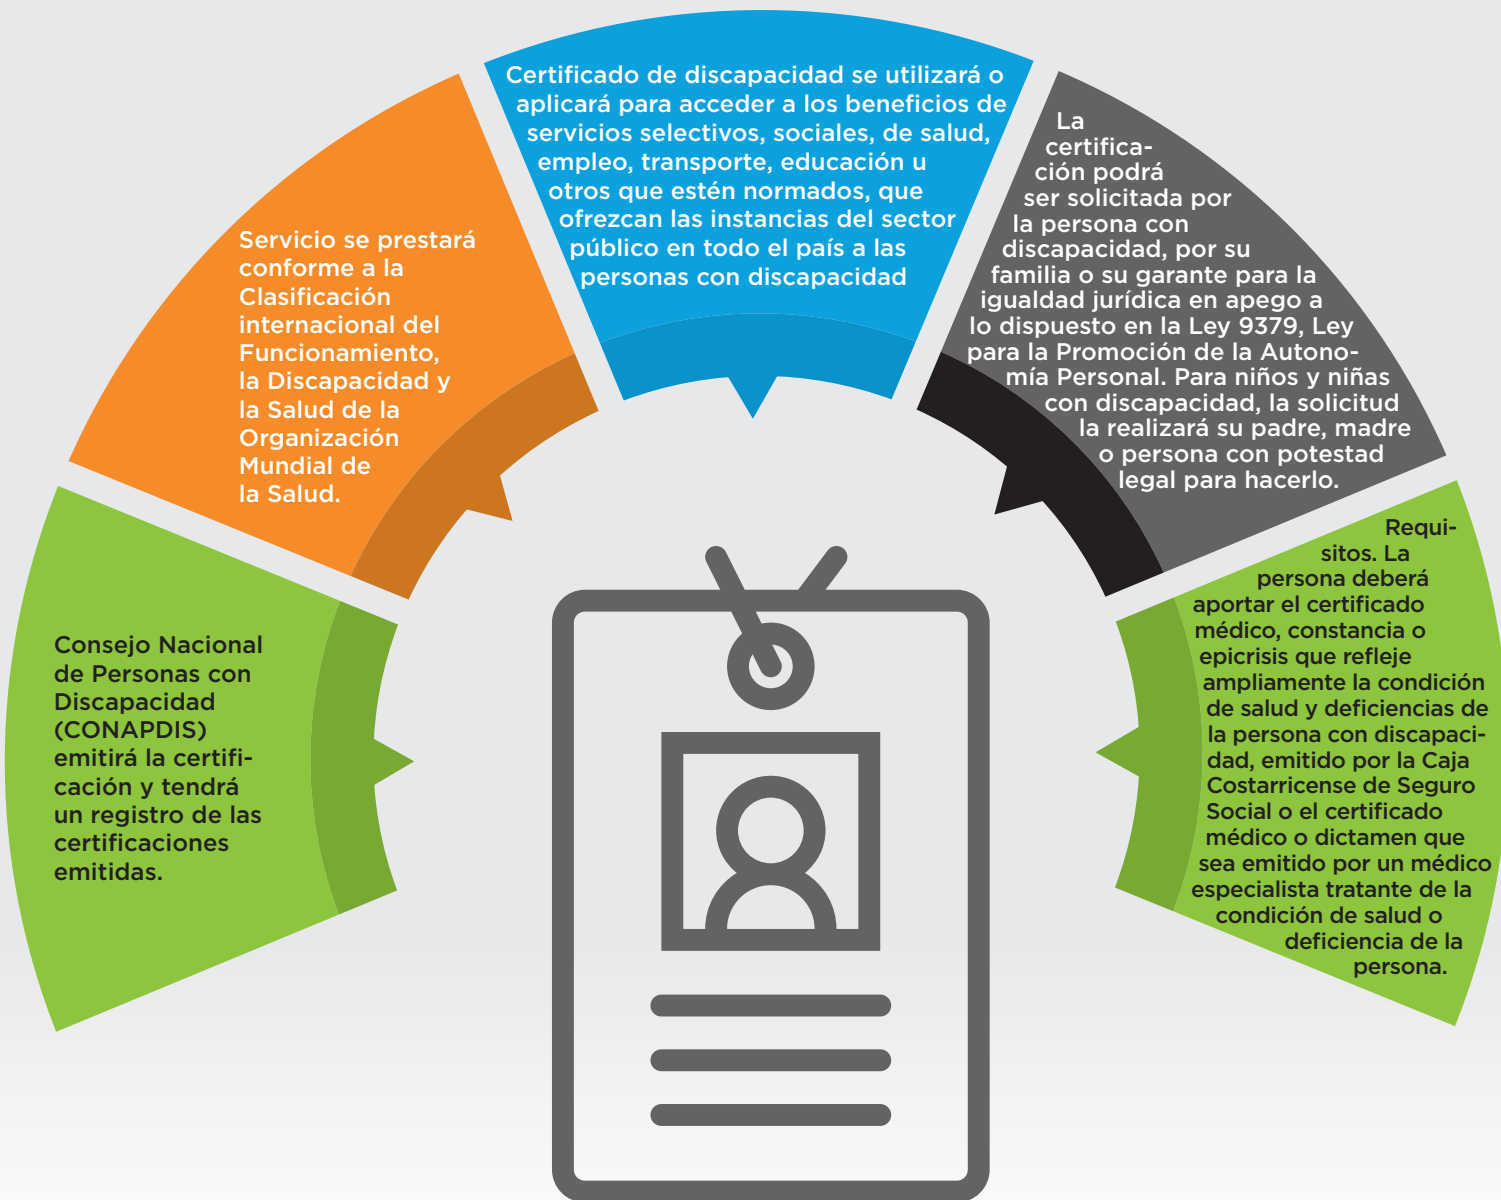 Consejo Nacional
de Personas con
Discapacidad
(CONAPDIS)
emitirá la certifi-
cación y tendrá
un registro de las
certificaciones
emitidas.
Servicio se prestará
conforme a la
Clasificación
internacional del
Funcionamiento,
la Discapacidad y
la Salud de la
Organización
Mundial de
la Salud.
Certificado de discapacidad se utilizará o
aplicará para acceder a los beneficios de
servicios selectivos, sociales, de salud,
empleo, transporte, educación u
otros que estén normados, que
ofrezcan las instancias del sector
público en todo el país a las
personas con discapacidad
La
certifica-
ción podrá
ser solicitada por
la persona con
discapacidad, por su
familia o su garante para la
igualdad jurídica en apego a
lo dispuesto en la Ley 9379, Ley
para la Promoción de la Autono-
mía Personal. Para niños y niñas
con discapacidad, la solicitud
la realizará su padre, madre
o persona con potestad
legal para hacerlo.
Requi-
sitos. La
persona deberá
aportar el certificado
médico, constancia o
epicrisis que refleje
ampliamente la condición
de salud y deficiencias de
la persona con discapaci-
dad, emitido por la Caja
Costarricense de Seguro
Social o el certificado
médico o dictamen que
sea emitido por un médico
especialista tratante de la
condición de salud o
deficiencia de la
persona.